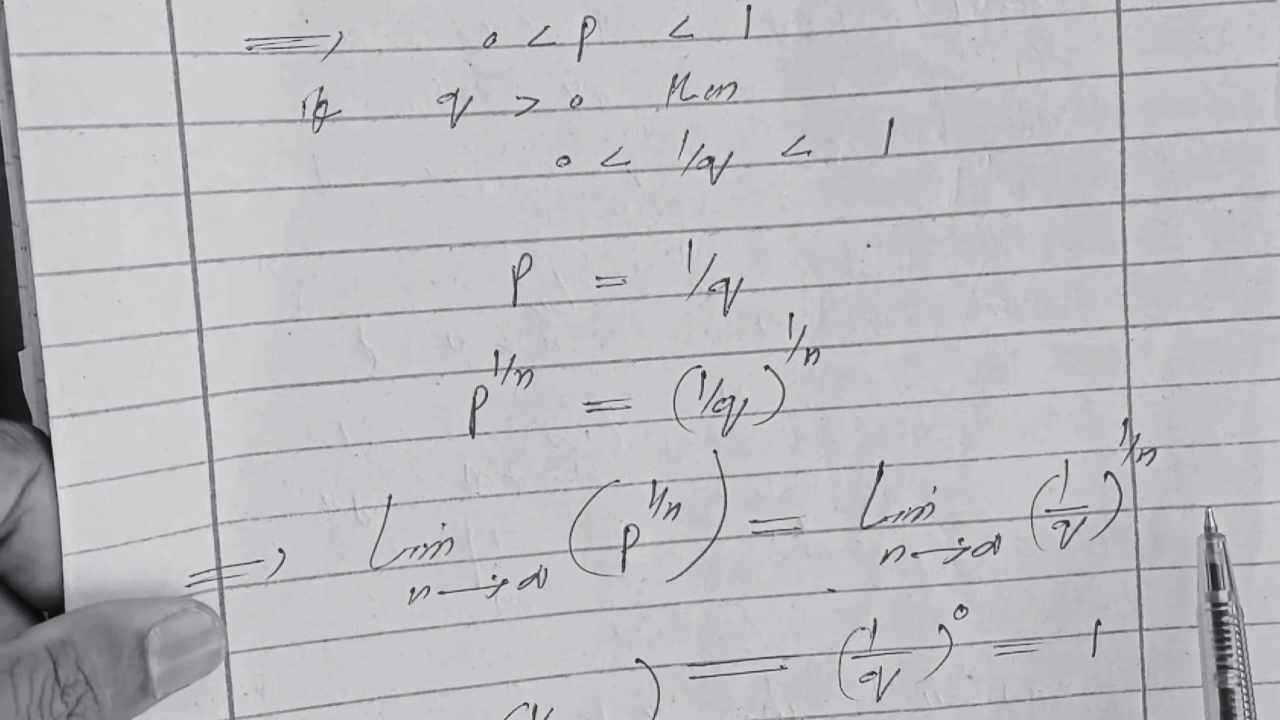 ⟹ 0 < p < 1
if q > 0 then
0 < 1/q < 1
p = 1/q
p^{1/n} = (1/q)^{1/n}
⟹ Lim_{n→∞} (p^{1/n}) = Lim_{n→∞} (1/q)^{1/n}
) = (1/q)^0 = 1